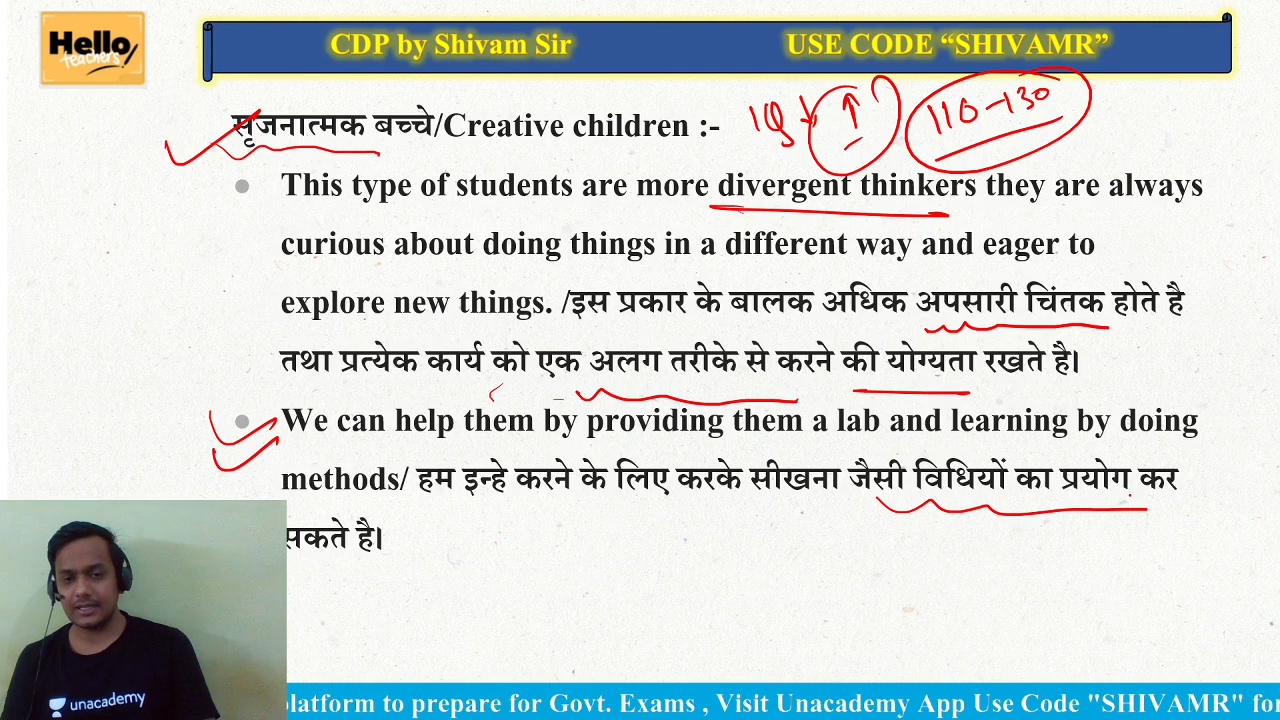 Hello
teachers!
CDP by Shivam Sir USE CODE “SHIVAMR”
IQ 110-130
सृजनात्मक बच्चे/Creative children :-
This type of students are more divergent thinkers they are always
curious about doing things in a different way and eager to
explore new things. /इस प्रकार के बालक अधिक अपसारी चिंतक होते है
तथा प्रत्येक कार्य को एक अलग तरीके से करने की योग्यता रखते है।
We can help them by providing them a lab and learning by doing
methods/ हम इन्हे करने के लिए करके सीखना जैसी विधियों का प्रयोग कर
सकते है।
unacademy
platform to prepare for Govt. Exams , Visit Unacademy App Use Code "SHIVAMR" for